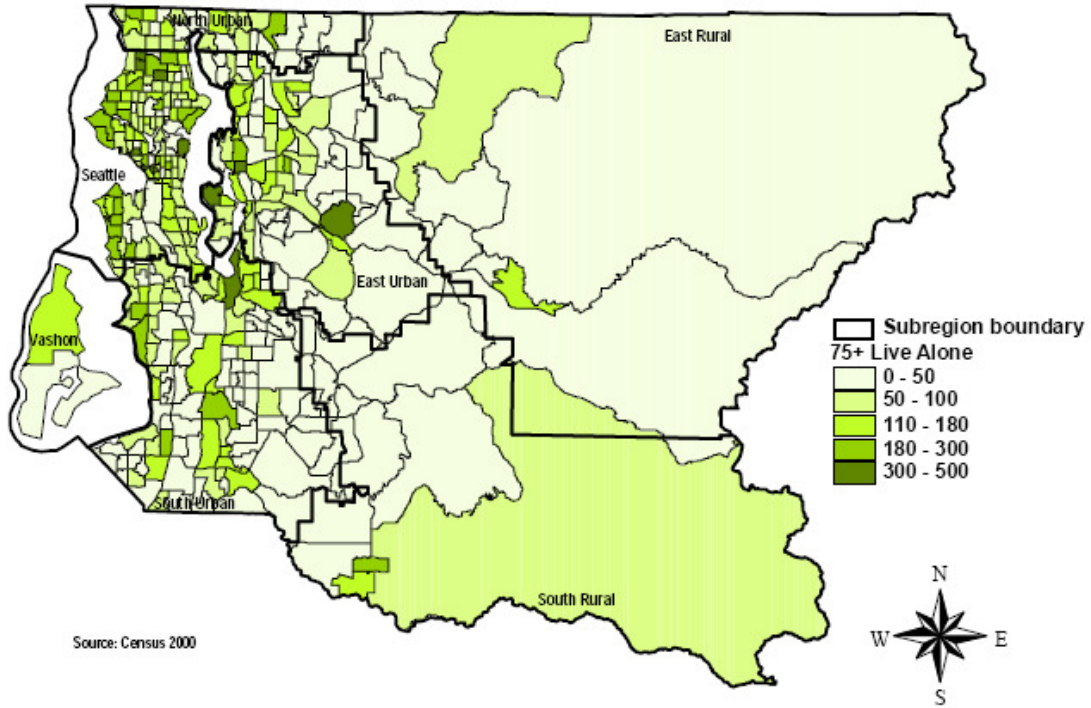 North Urban
East Rural
Seattle
East Urban
Vashon
Subregion boundary
75+ Live Alone
0 - 50
50 - 100
110 - 180
180 - 300
300 - 500
South Urban
South Rural
Source: Census 2000
N
W E
S